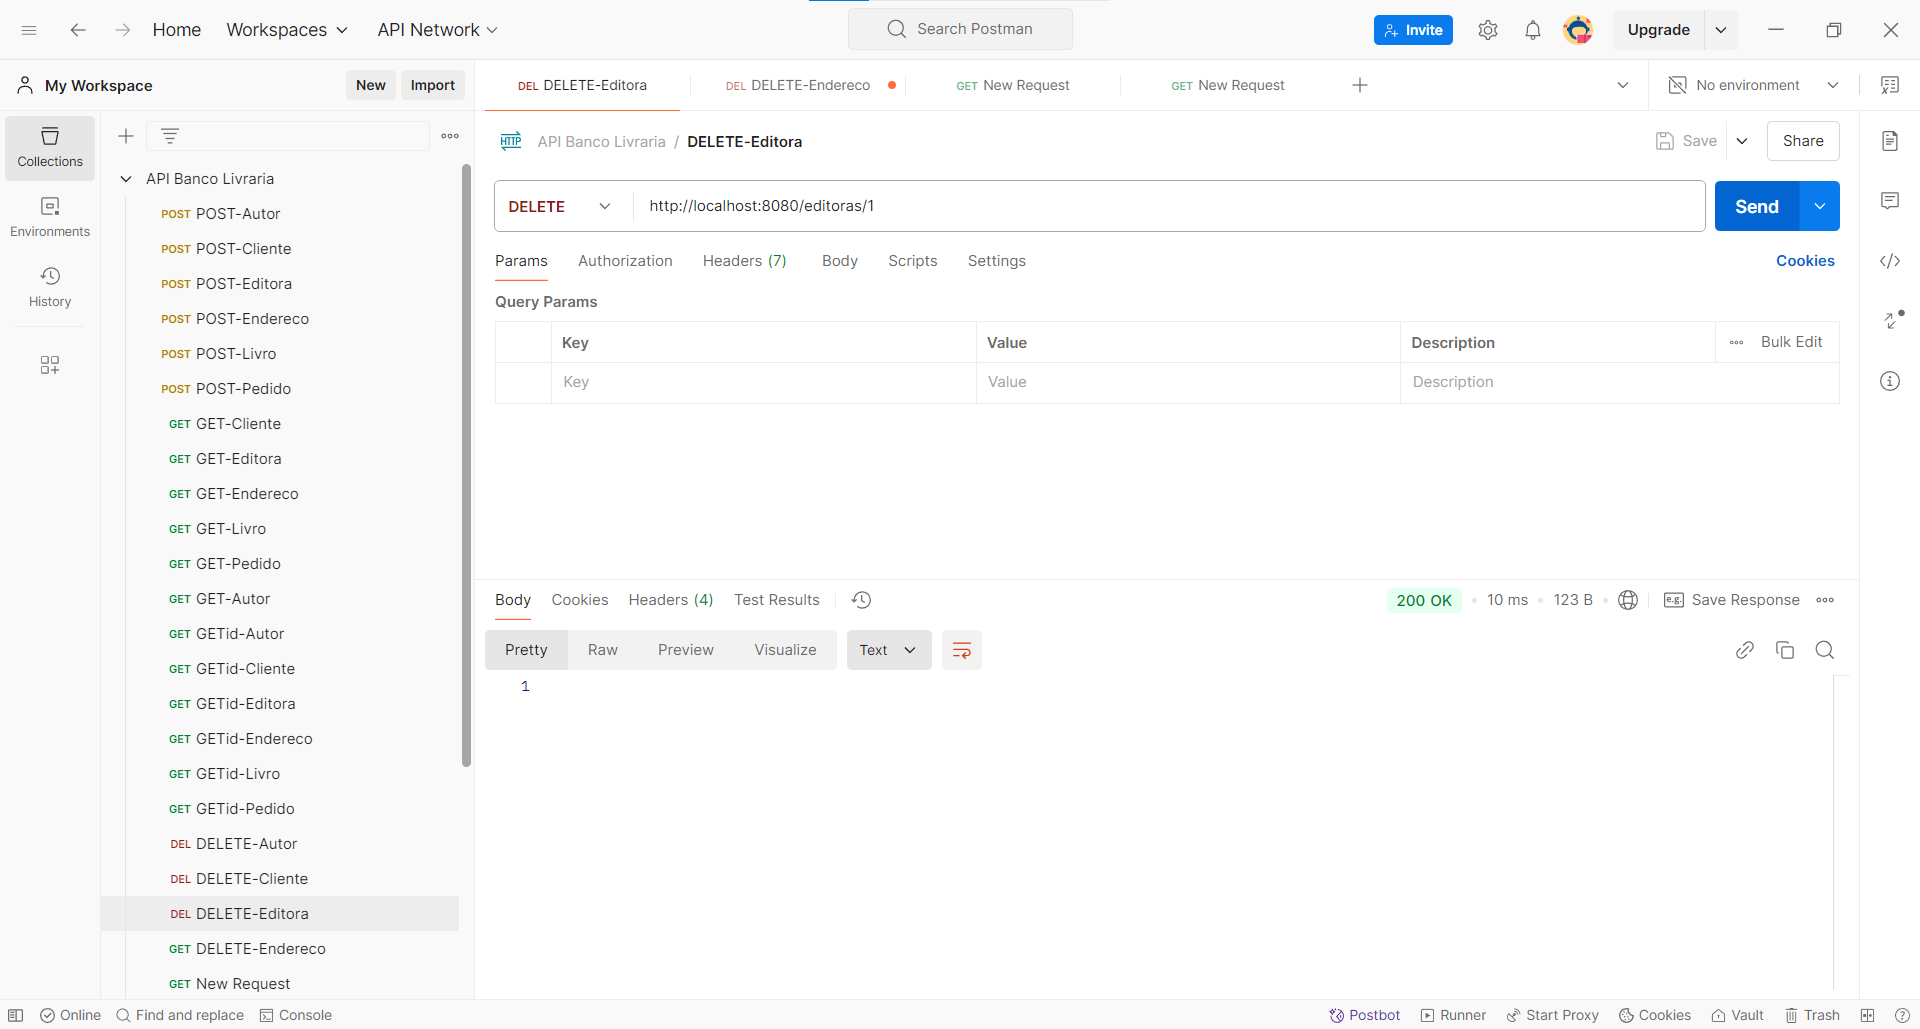 Home Workspaces API Network Search Postman Invite Upgrade
My Workspace New Import
DEL DELETE-Editora DEL DELETE-Endereco GET New Request GET New Request No environment
Collections
Environments
History
API Banco Livraria
POST POST-Autor
POST POST-Cliente
POST POST-Editora
POST POST-Endereco
POST POST-Livro
POST POST-Pedido
GET GET-Cliente
GET GET-Editora
GET GET-Endereco
GET GET-Livro
GET GET-Pedido
GET GET-Autor
GET GETid-Autor
GET GETid-Cliente
GET GETid-Editora
GET GETid-Endereco
GET GETid-Livro
GET GETid-Pedido
DEL DELETE-Autor
DEL DELETE-Cliente
DEL DELETE-Editora
GET DELETE-Endereco
GET New Request
HTTP API Banco Livraria / DELETE-Editora Save Share
DELETE http://localhost:8080/editoras/1 Send
Params Authorization Headers (7) Body Scripts Settings Cookies
Query Params
Key Value Description Bulk Edit
Key Value Description
Body Cookies Headers (4) Test Results 200 OK 10 ms 123 B e.g. Save Response
Pretty Raw Preview Visualize Text
1
Online Find and replace Console Postbot Runner Start Proxy Cookies Vault Trash